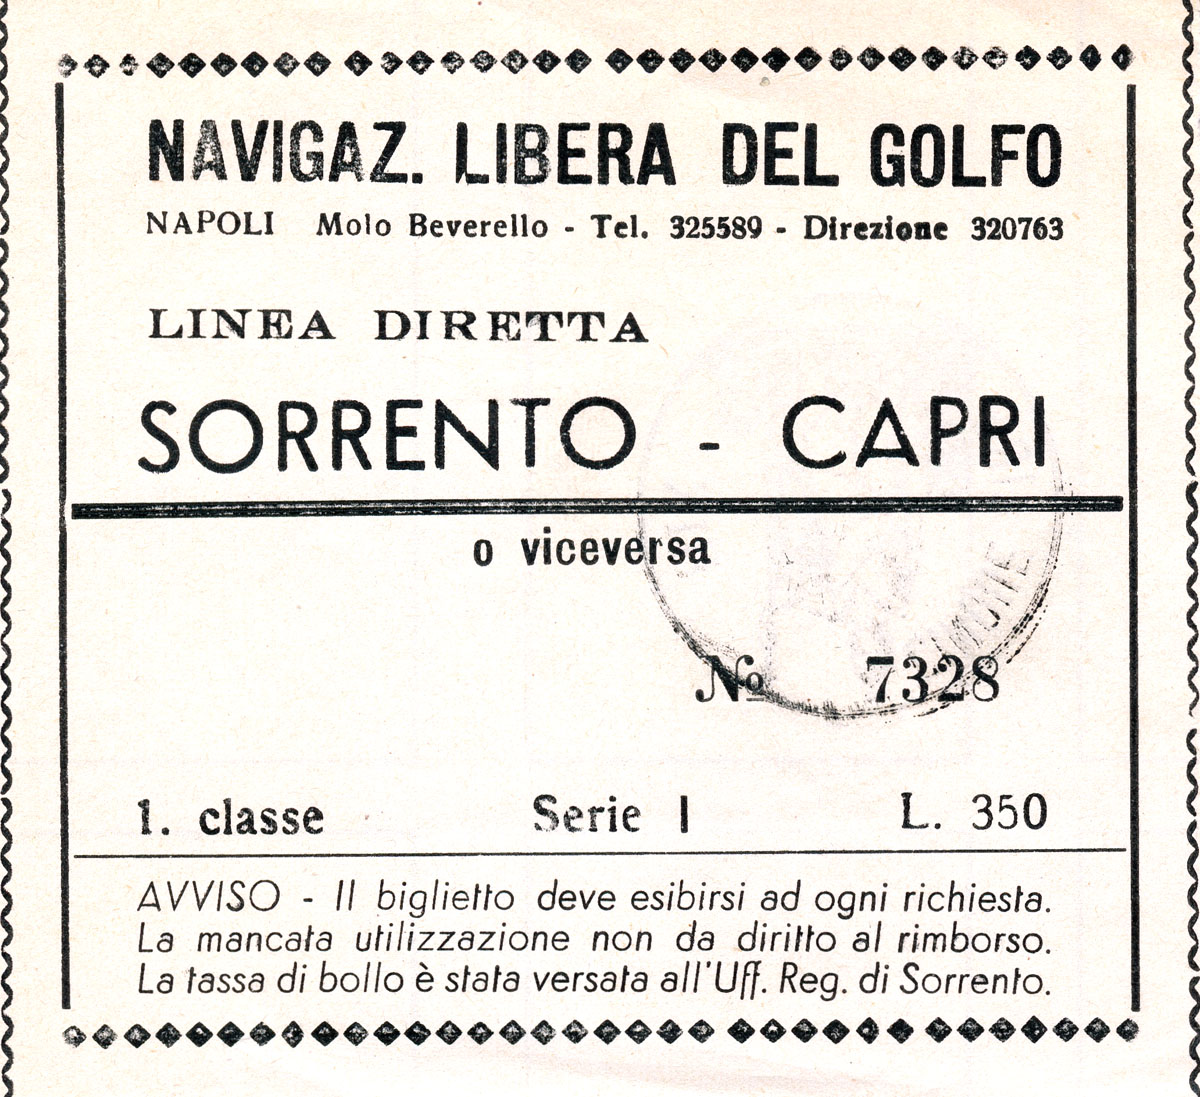 NAVIGAZ. LIBERA DEL GOLFO
NAPOLI Molo Beverello - Tel. 325589 - Direzione 320763
LINEA DIRETTA
SORRENTO - CAPRI
o viceversa
No 7328
1. classe Serie I L. 350
AVVISO - Il biglietto deve esibirsi ad ogni richiesta.
La mancata utilizzazione non da diritto al rimborso.
La tassa di bollo è stata versata all'Uff. Reg. di Sorrento.